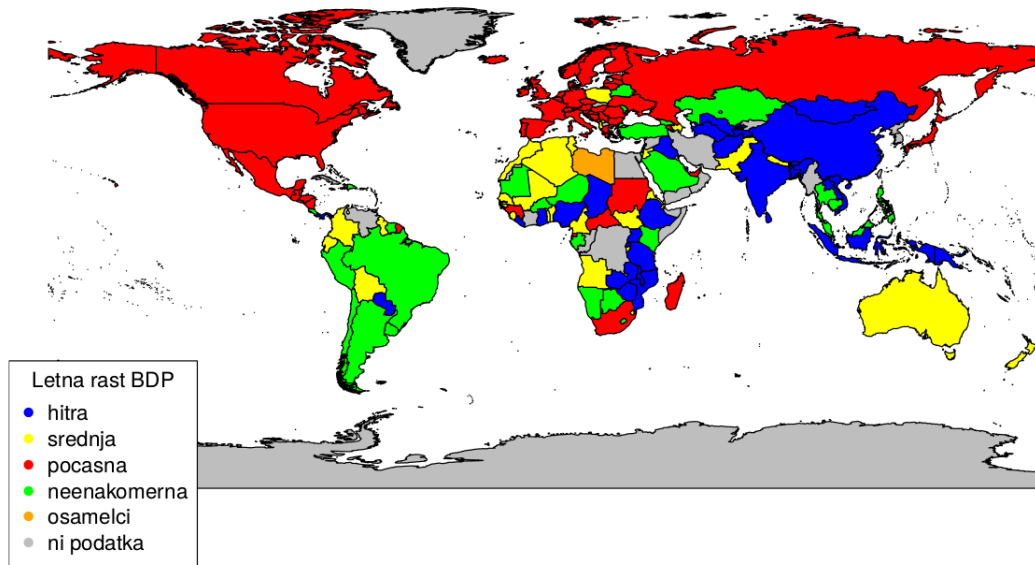 Letna rast BDP
hitra
srednja
pocasna
neenakomerna
osamelci
ni podatka